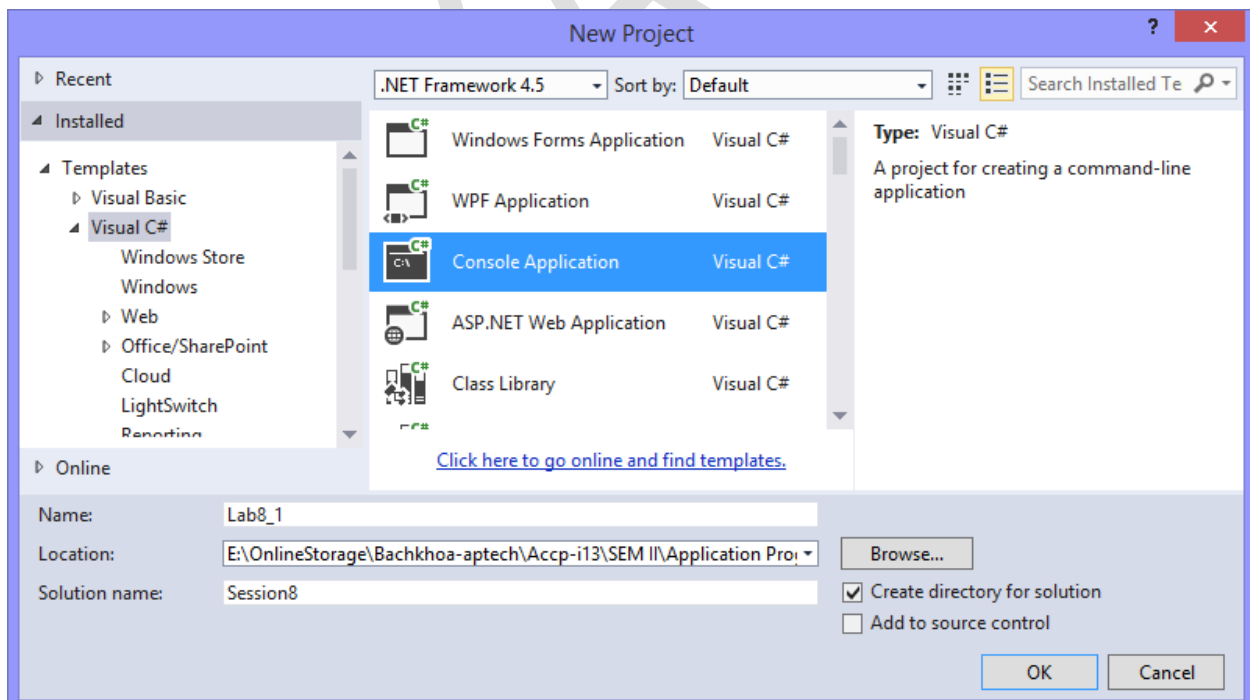 New Project
?
Recent
Installed
Templates
Visual Basic
Visual C#
Windows Store
Windows
Web
Office/SharePoint
Cloud
LightSwitch
Reporting
Online
.NET Framework 4.5
Sort by: Default
Search Installed Te
C#
Windows Forms Application Visual C#
C#
WPF Application Visual C#
C#
C:\
Console Application Visual C#
C#
ASP.NET Web Application Visual C#
C#
Class Library Visual C#
C#
Click here to go online and find templates.
Type: Visual C#
A project for creating a command-line
application
Name: Lab8_1
Location: E:\OnlineStorage\Bachkhoa-aptech\Accp-i13\SEM II\Application Pro
Browse...
Solution name: Session8
Create directory for solution
Add to source control
OK
Cancel